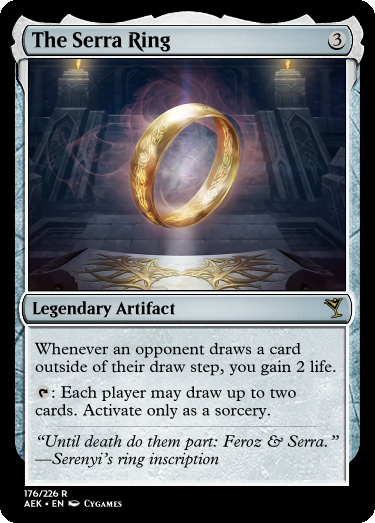 The Serra Ring 3
Legendary Artifact
Whenever an opponent draws a card
outside of their draw step, you gain 2 life.
: Each player may draw up to two
cards. Activate only as a sorcery.
“Until death do them part: Feroz & Serra.”
—Serenyi's ring inscription
176/226 R
AEK • EN Cygames